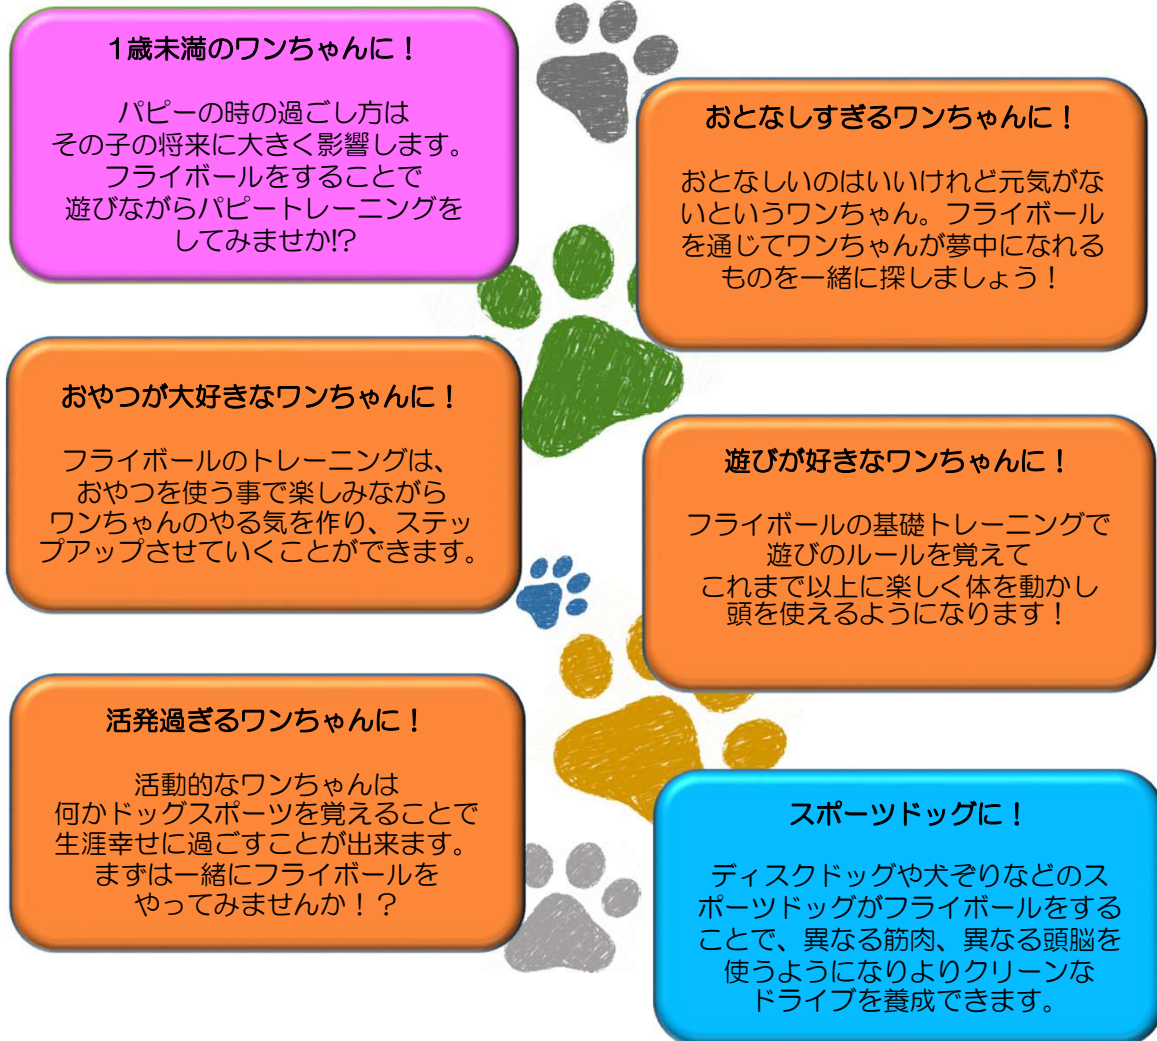 1歳未満のワンちゃんに！
パピーの時の過ごし方は
その子の将来に大きく影響します。
フライボールをすることで
遊びながらパピートレーニングを
してみませか!?
おとなしすぎるワンちゃんに！
おとなしいのはいいけれど元気がな
いというワンちゃん。フライボール
を通じてワンちゃんが夢中になれる
ものを一緒に探しましょう！
おやつが大好きなワンちゃんに！
フライボールのトレーニングは、
おやつを使う事で楽しみながら
ワンちゃんのやる気を作り、ステッ
プアップさせていくことができます。
遊びが好きなワンちゃんに！
フライボールの基礎トレーニングで
遊びのルールを覚えて
これまで以上に楽しく体を動かし
頭を使えるようになります！
活発過ぎるワンちゃんに！
活動的なワンちゃんは
何かドッグスポーツを覚えることで
生涯幸せに過ごすことが出来ます。
まずは一緒にフライボールを
やってみませんか！？
スポーツドッグに！
ディスクドッグや犬ぞりなどのス
ポーツドッグがフライボールをする
ことで、異なる筋肉、異なる頭脳を
使うようになりよりクリーンな
ドライブを養成できます。